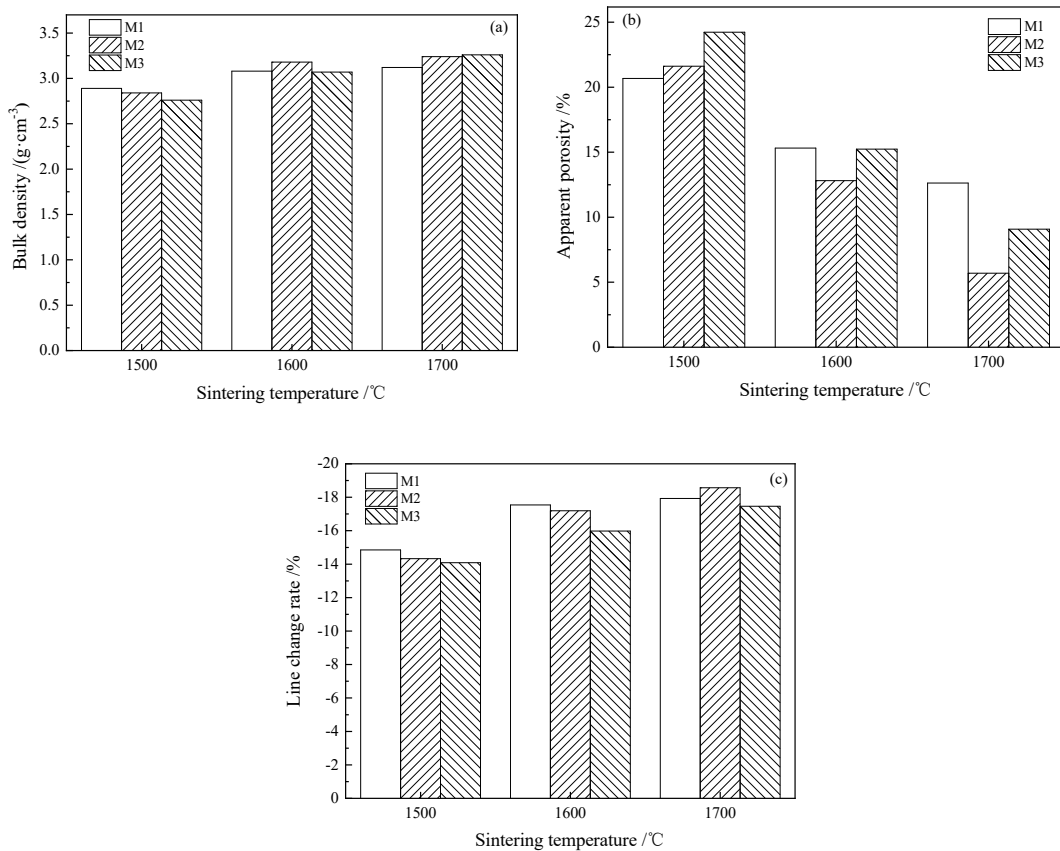 (a)
M1
M2
M3
3.5
3.0
2.5
2.0
1.5
1.0
0.5
0.0
Bulk density /(g·cm⁻³)
1500 1600 1700
Sintering temperature /℃
(b)
M1
M2
M3
25
20
15
10
5
0
Apparent porosity /%
1500 1600 1700
Sintering temperature /℃
(c)
M1
M2
M3
-20
-18
-16
-14
-12
-10
-8
-6
-4
-2
0
Line change rate /%
1500 1600 1700
Sintering temperature /℃